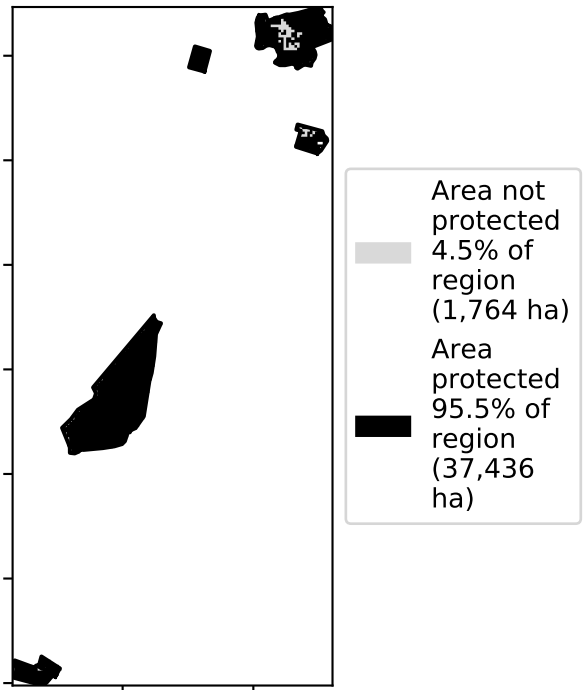 Area not
protected
4.5% of
region
(1,764 ha)
Area
protected
95.5% of
region
(37,436
ha)